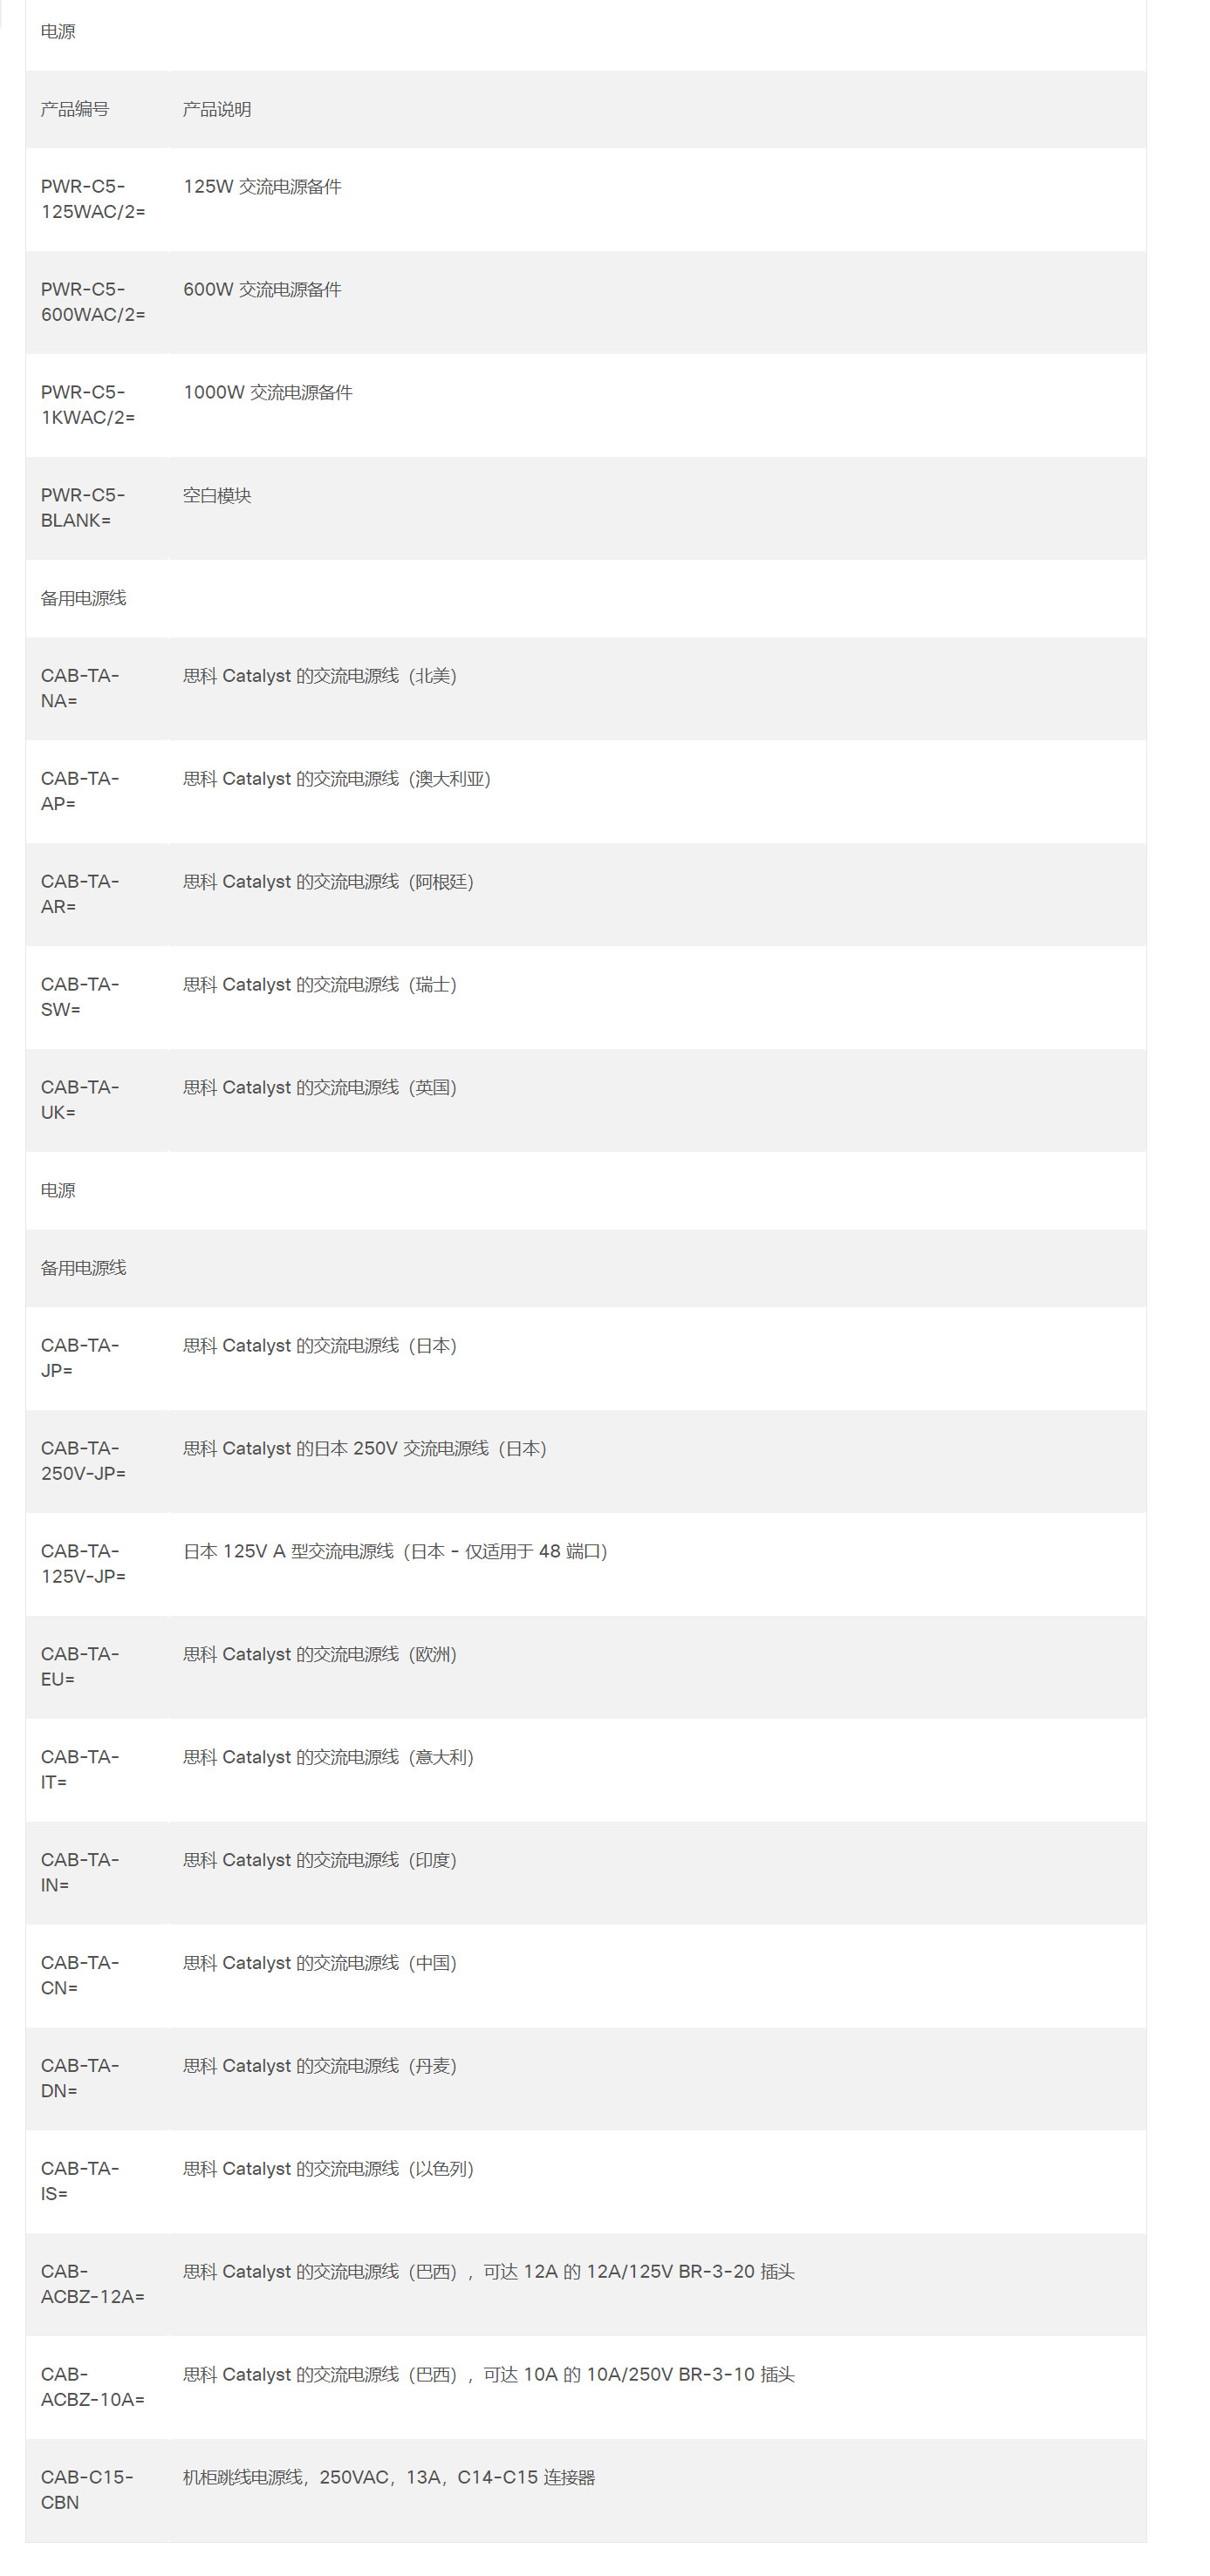 电源
产品编号 产品说明
PWR-C5- 125W 交流电源备件
125WAC/2=
PWR-C5- 600W 交流电源备件
600WAC/2=
PWR-C5- 1000W 交流电源备件
1KWAC/2=
PWR-C5- 空白模块
BLANK=
备用电源线
CAB-TA- 思科 Catalyst 的交流电源线（北美）
NA=
CAB-TA- 思科 Catalyst 的交流电源线（澳大利亚）
AP=
CAB-TA- 思科 Catalyst 的交流电源线（阿根廷）
AR=
CAB-TA- 思科 Catalyst 的交流电源线（瑞士）
SW=
CAB-TA- 思科 Catalyst 的交流电源线（英国）
UK=
电源
备用电源线
CAB-TA- 思科 Catalyst 的交流电源线（日本）
JP=
CAB-TA- 思科 Catalyst 的日本 250V 交流电源线（日本）
250V-JP=
CAB-TA- 日本 125V A 型交流电源线（日本 - 仅适用于 48 端口）
125V-JP=
CAB-TA- 思科 Catalyst 的交流电源线（欧洲）
EU=
CAB-TA- 思科 Catalyst 的交流电源线（意大利）
IT=
CAB-TA- 思科 Catalyst 的交流电源线（印度）
IN=
CAB-TA- 思科 Catalyst 的交流电源线（中国）
CN=
CAB-TA- 思科 Catalyst 的交流电源线（丹麦）
DN=
CAB-TA- 思科 Catalyst 的交流电源线（以色列）
IS=
CAB- 思科 Catalyst 的交流电源线（巴西），可达 12A 的 12A/125V BR-3-20 插头
ACBZ-12A=
CAB- 思科 Catalyst 的交流电源线（巴西），可达 10A 的 10A/250V BR-3-10 插头
ACBZ-10A=
CAB-C15- 机柜跳线电源线，250VAC，13A，C14-C15 连接器
CBN